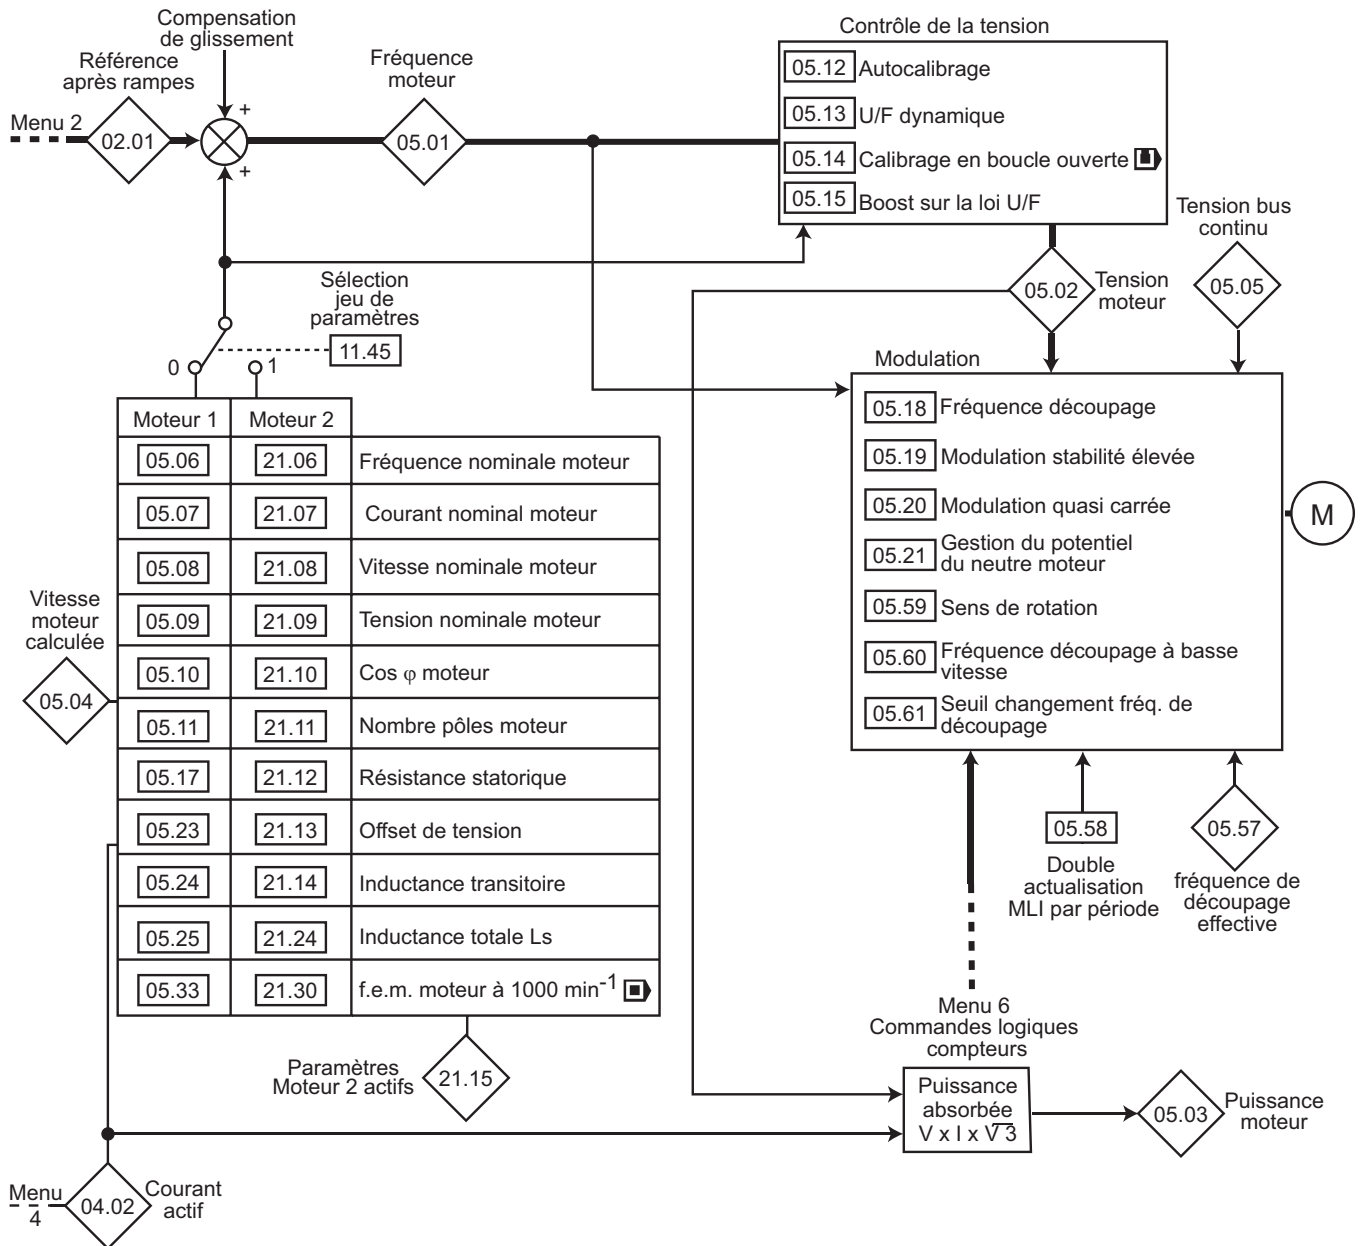 Compensation
de glissement
Référence
après rampes
Menu 2
02.01
+
+
Fréquence
moteur
05.01
Contrôle de la tension
05.12 Autocalibrage
05.13 U/F dynamique
05.14 Calibrage en boucle ouverte
05.15 Boost sur la loi U/F
Tension bus
continu
05.05
05.02
Tension
moteur
Sélection
jeu de
paramètres
11.45
0
1
Moteur 1 Moteur 2
05.06 21.06 Fréquence nominale moteur
05.07 21.07 Courant nominal moteur
05.08 21.08 Vitesse nominale moteur
05.09 21.09 Tension nominale moteur
05.10 21.10 Cos φ moteur
05.11 21.11 Nombre pôles moteur
05.17 21.12 Résistance statorique
05.23 21.13 Offset de tension
05.24 21.14 Inductance transitoire
05.25 21.24 Inductance totale Ls
05.33 21.30 f.e.m. moteur à 1000 min-1
Vitesse
moteur
calculée
05.04
Modulation
05.18 Fréquence découpage
05.19 Modulation stabilité élevée
05.20 Modulation quasi carrée
05.21 Gestion du potentiel
du neutre moteur
05.59 Sens de rotation
05.60 Fréquence découpage à basse
vitesse
05.61 Seuil changement fréq. de
découpage
M
05.58
Double
actualisation
MLI par période
05.57
fréquence de
découpage
effective
Menu 6
Commandes logiques
compteurs
Paramètres
Moteur 2 actifs
21.15
Puissance
absorbée
V x I x √3
05.03
Puissance
moteur
Menu
4
04.02
Courant
actif